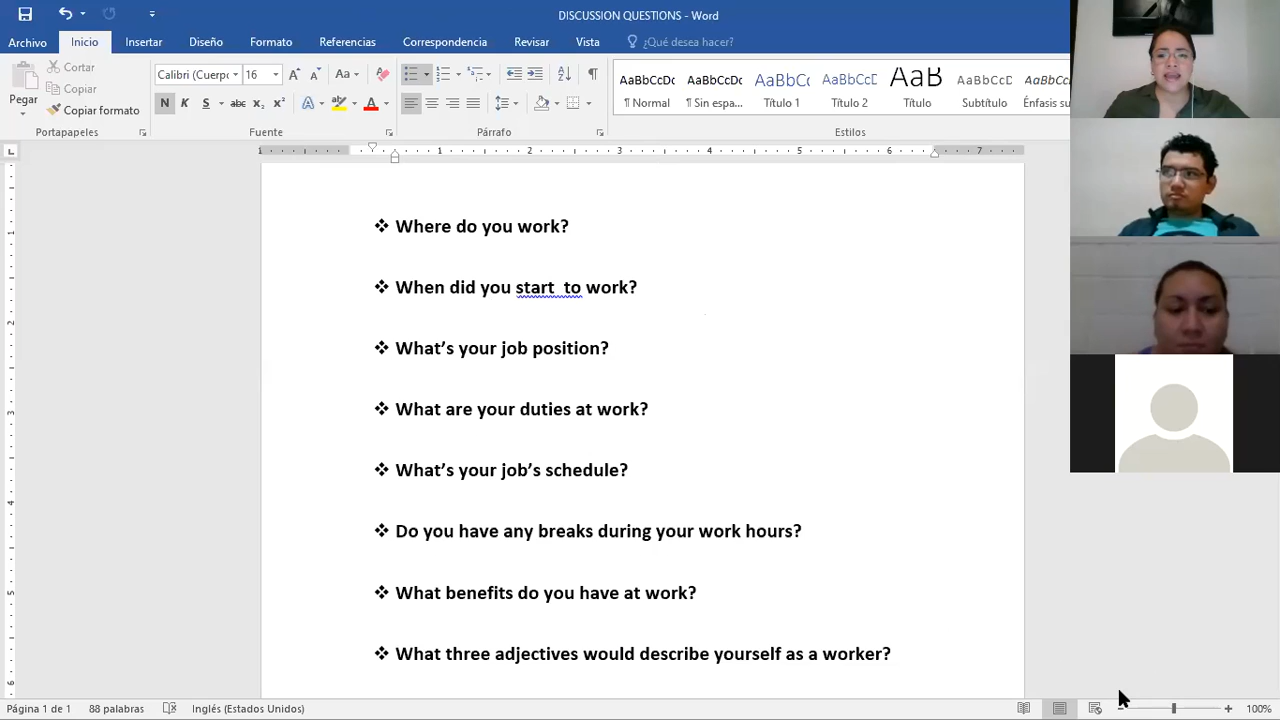 DISCUSSION QUESTIONS - Word
Archivo Inicio Insertar Diseño Formato Referencias Correspondencia Revisar Vista ¿Qué desea hacer?
Pegar
Cortar
Copiar
Copiar formato
Portapapeles
Calibri (Cuerpo 16
Fuente
Párrafo
AaBbCcDc AaBbCcDc AaBbCc AaBbCcD AaB AaBbCcD AaBbCcDc
¶ Normal ¶ Sin espa... Título 1 Título 2 Título Subtítulo Énfasis su
Estilos
Where do you work?
When did you start to work?
What's your job position?
What are your duties at work?
What's your job's schedule?
Do you have any breaks during your work hours?
What benefits do you have at work?
What three adjectives would describe yourself as a worker?
Página 1 de 1 88 palabras Inglés (Estados Unidos) 100%